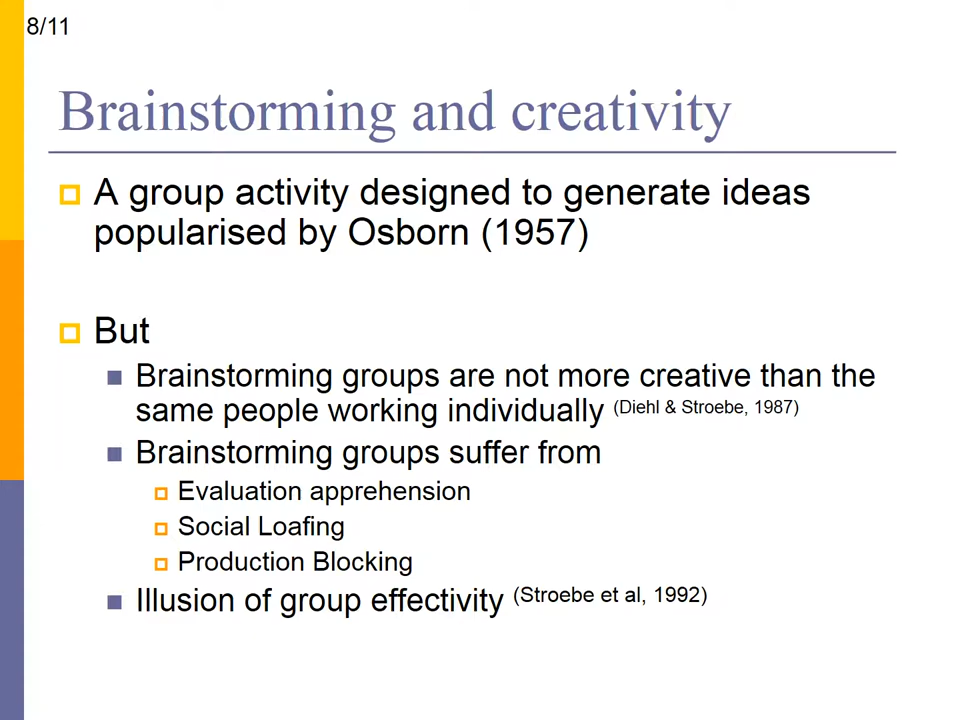 8/11
Brainstorming and creativity
A group activity designed to generate ideas
popularised by Osborn (1957)
But
Brainstorming groups are not more creative than the
same people working individually (Diehl & Stroebe, 1987)
Brainstorming groups suffer from
Evaluation apprehension
Social Loafing
Production Blocking
Illusion of group effectivity (Stroebe et al, 1992)